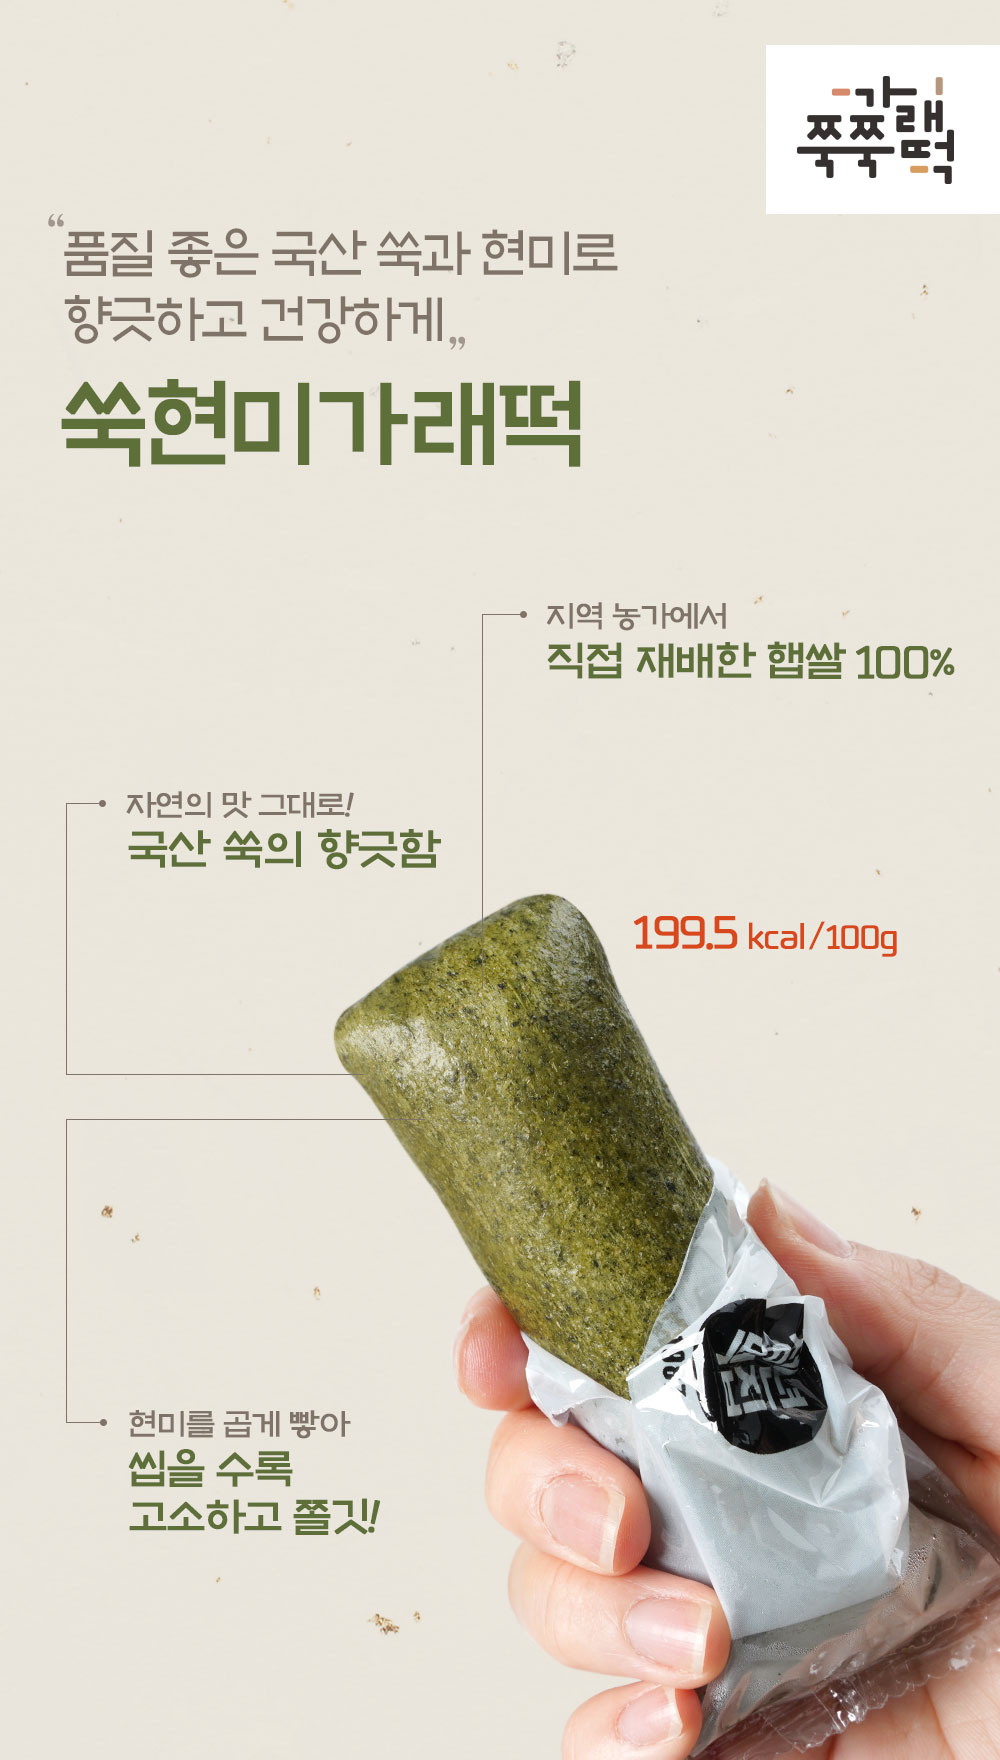 쭉쭉
가래
떡
“품질 좋은 국산 쑥과 현미로
향긋하고 건강하게„
쑥현미가래떡
지역 농가에서
직접 재배한 햅쌀 100%
자연의 맛 그대로!
국산 쑥의 향긋함
199.5 kcal/100g
현미를 곱게 빻아
씹을 수록
고소하고 쫄깃!